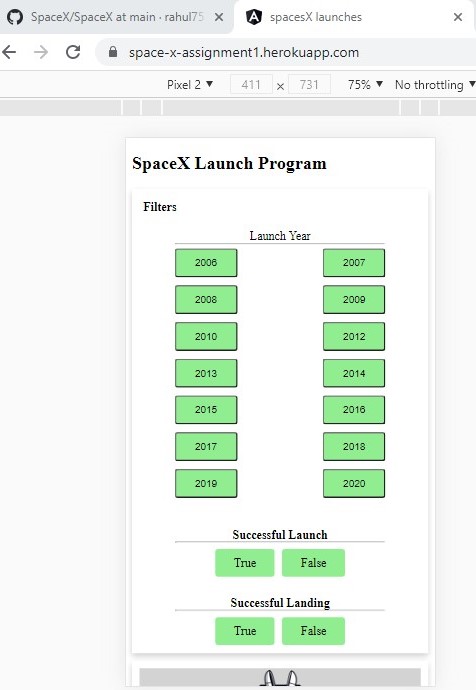 SpaceX/SpaceX at main · rahul75
spacesX launches
space-x-assignment1.herokuapp.com
Pixel 2 ▼ 411 × 731 75% ▼ No throttling ▼
SpaceX Launch Program
Filters
Launch Year
2006 2007
2008 2009
2010 2012
2013 2014
2015 2016
2017 2018
2019 2020
Successful Launch
True False
Successful Landing
True False